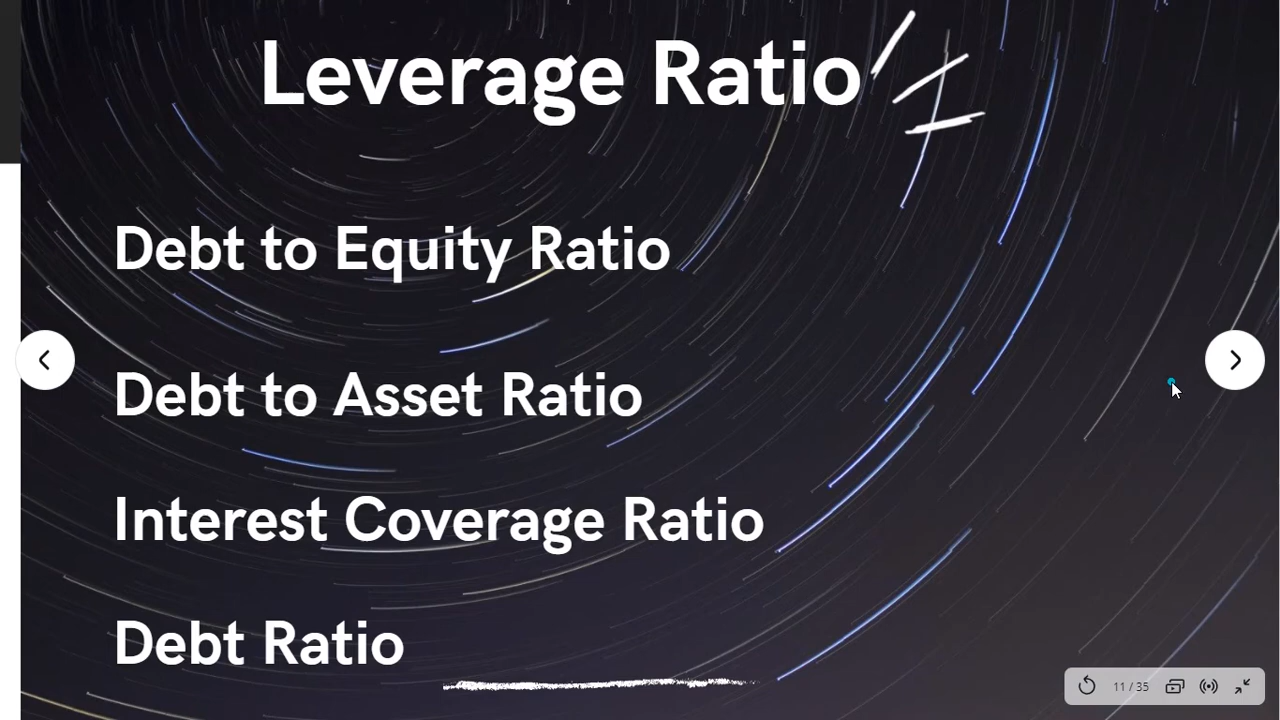 Leverage Ratio
Debt to Equity Ratio
Debt to Asset Ratio
Interest Coverage Ratio
Debt Ratio
11 / 35